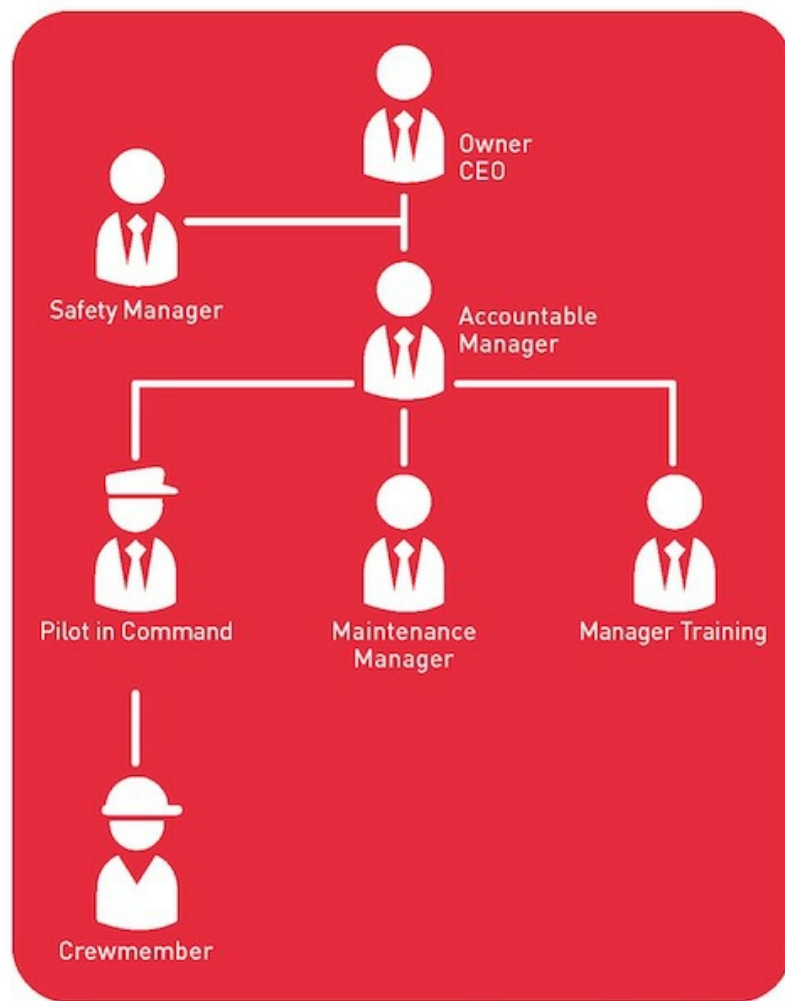 Owner
CEO
Safety Manager
Accountable
Manager
Pilot in Command
Maintenance
Manager
Manager Training
Crewmember